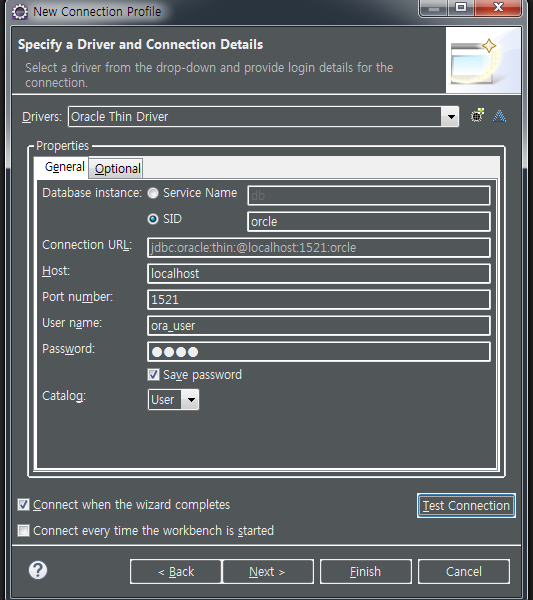 New Connection Profile
Specify a Driver and Connection Details
Select a driver from the drop-down and provide login details for the
connection.
Drivers: Oracle Thin Driver
Properties
General Optional
Database instance: Service Name db
SID orcle
Connection URL: jdbc:oracle:thin:@localhost:1521:orcle
Host: localhost
Port number: 1521
User name: ora_user
Password: ●●●●
Save password
Catalog: User
Connect when the wizard completes
Test Connection
Connect every time the workbench is started
? < Back Next > Finish Cancel